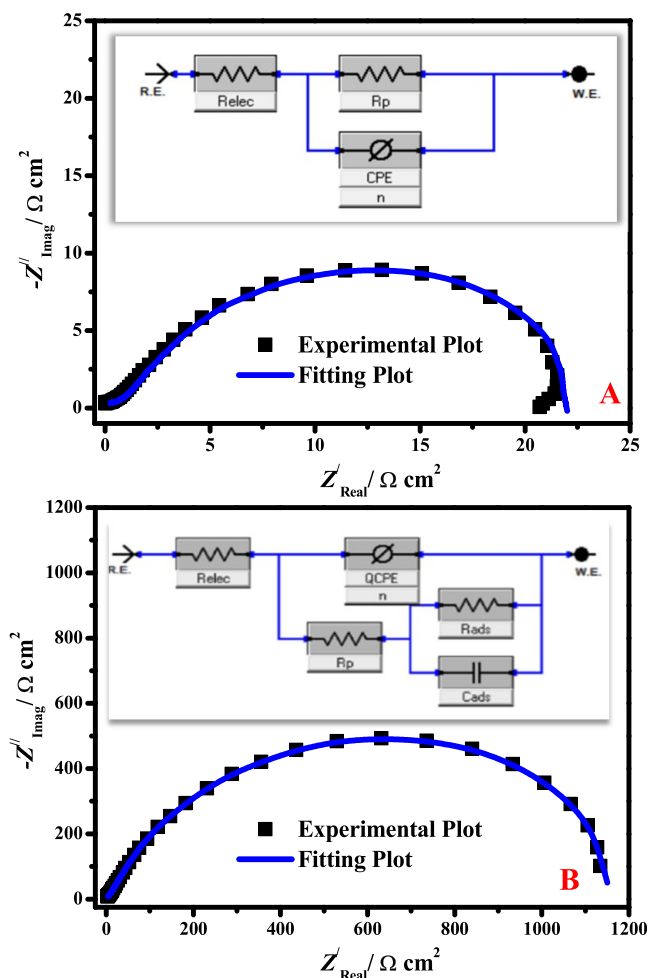 25
20
15
10
5
0
-Z//Imag/ Ω cm²
R.E.
Relec
Rp
W.E.
CPE
n
Experimental Plot
Fitting Plot
A
0 5 10 15 20 25
Z/Real/ Ω cm²
1200
1000
800
600
400
200
0
-Z//Imag/ Ω cm²
R.E.
Relec
QCPE
n
W.E.
Rads
Rp
Cads
Experimental Plot
Fitting Plot
B
0 200 400 600 800 1000 1200
Z/Real/ Ω cm²